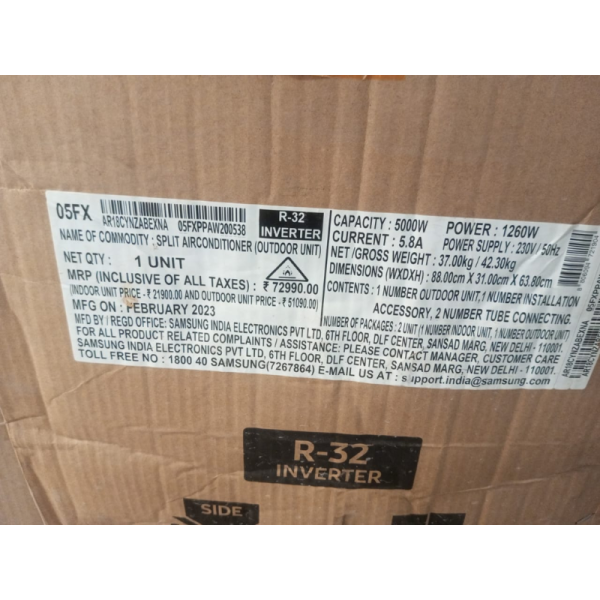 05FX
AR18CYNZABEXNA 05FXPPAW200538
R-32
INVERTER
NAME OF COMMODITY : SPLIT AIRCONDITIONER (OUTDOOR UNIT)
NET QTY : 1 UNIT
MRP (INCLUSIVE OF ALL TAXES) : ₹ 72990.00
(INDOOR UNIT PRICE - ₹ 21900.00 AND OUTDOOR UNIT PRICE - ₹ 51090.00)
MFG ON : FEBRUARY 2023
CAPACITY : 5000W POWER : 1260W
CURRENT : 5.8A POWER SUPPLY : 230V / 50Hz
NET/GROSS WEIGHT : 37.00kg / 42.30kg
DIMENSIONS (WXDXH) : 88.00cm X 31.00cm X 63.80cm
CONTENTS : 1 NUMBER OUTDOOR UNIT,1 NUMBER INSTALLATION
ACCESSORY, 2 NUMBER TUBE CONNECTING.
NUMBER OF PACKAGES : 2 UNIT (1 NUMBER INDOOR UNIT, 1 NUMBER OUTDOOR UNIT)
MFD BY / REGD OFFICE: SAMSUNG INDIA ELECTRONICS PVT LTD, 6TH FLOOR, DLF CENTER, SANSAD MARG, NEW DELHI - 110001.
FOR ALL PRODUCT RELATED COMPLAINTS / ASSISTANCE: PLEASE CONTACT MANAGER, CUSTOMER CARE
SAMSUNG INDIA ELECTRONICS PVT LTD., 6TH FLOOR, DLF CENTER, SANSAD MARG, NEW DELHI - 110001.
TOLL FREE NO : 1800 40 SAMSUNG(7267864) E-MAIL US AT : support.india@samsung.com
R-32
INVERTER
SIDE